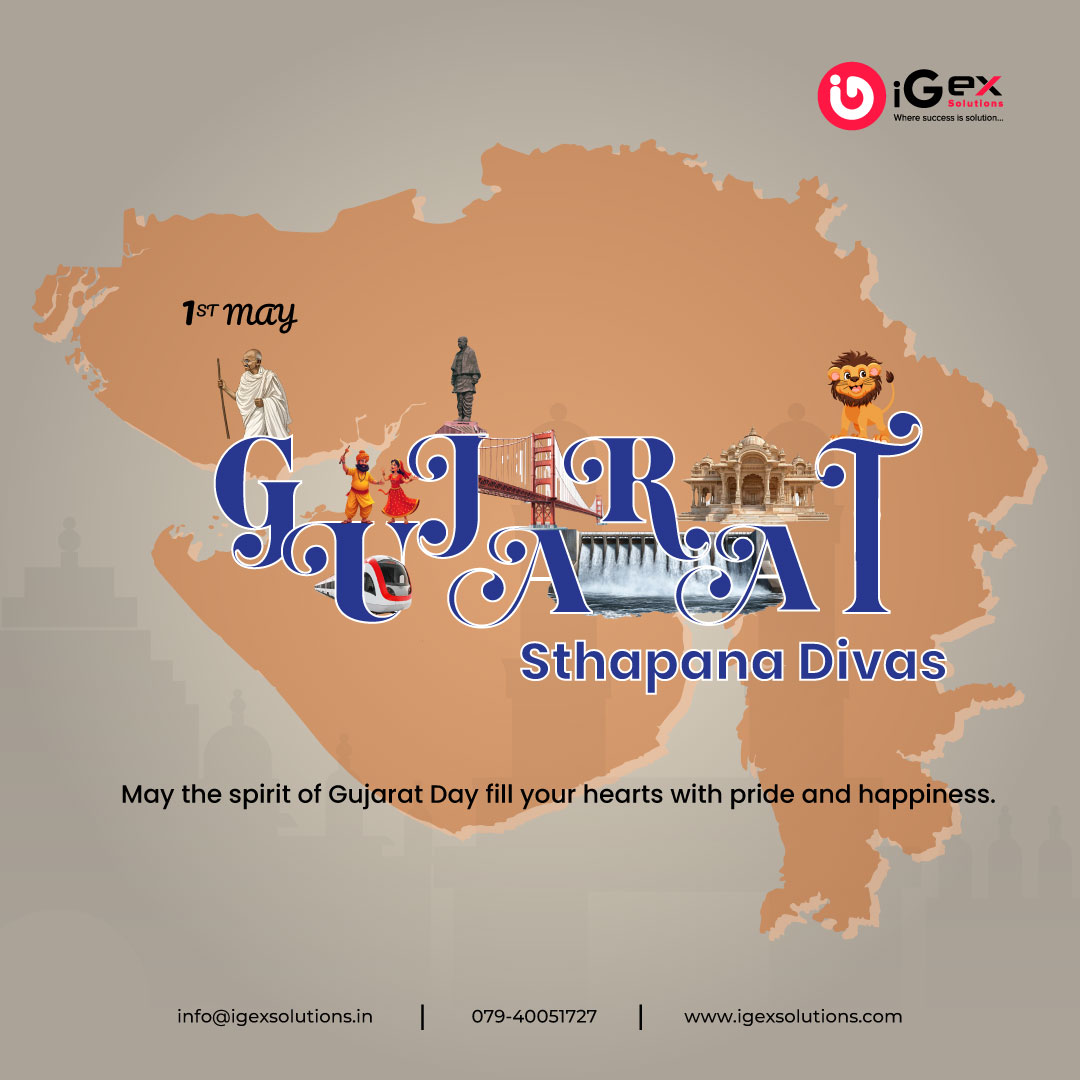 iGex
Solutions
Where success is solution...
1ST may
GUJARAT
Sthapana Divas
May the spirit of Gujarat Day fill your hearts with pride and happiness.
info@igexsolutions.in | 079-40051727 | www.igexsolutions.com